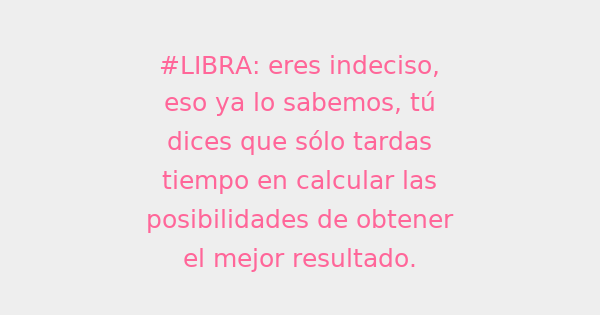 #LIBRA: eres indeciso,
eso ya lo sabemos, tú
dices que sólo tardas
tiempo en calcular las
posibilidades de obtener
el mejor resultado.